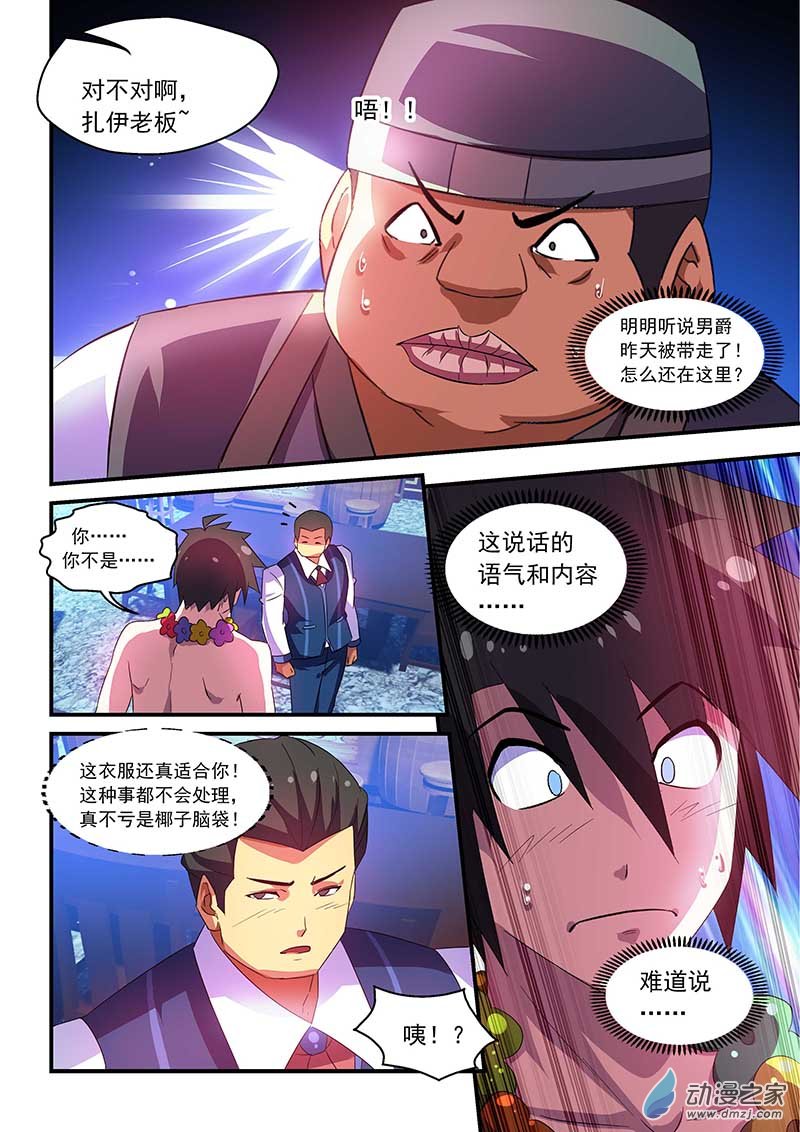 对不对啊，
扎伊老板~
唔！！
明明听说男爵
昨天被带走了！
怎么还在这里？
你……
你不是……
这衣服还真适合你！
这种事都不会处理，
真不亏是椰子脑袋！
咦！？
这说话的
语气和内容
……
难道说
……
动漫之家
www.dmzj.com